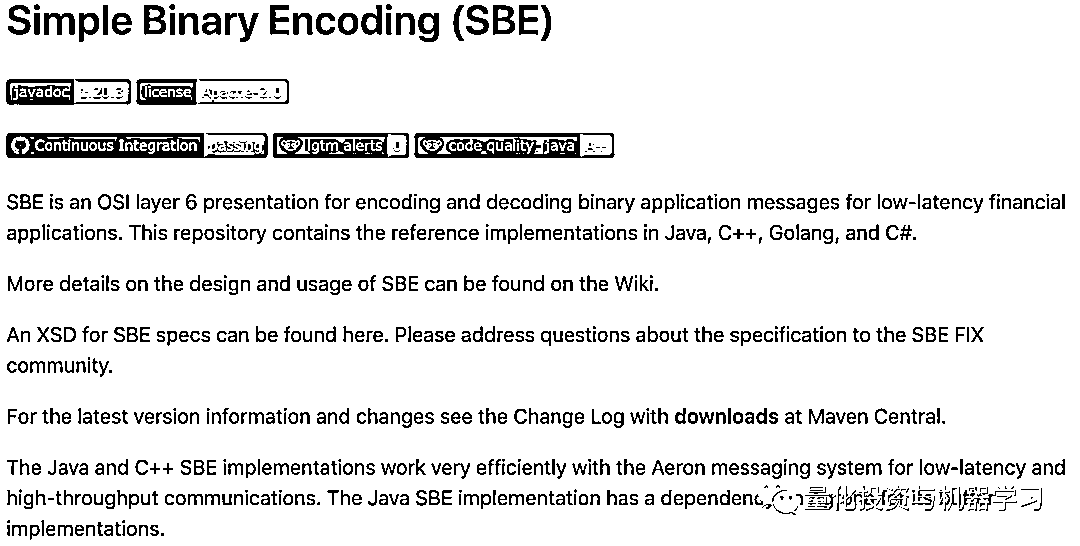 Simple Binary Encoding (SBE)
javadoc 1.20.3 license Apache-2.0
Continuous Integration passing lgtm alerts code quality-java
SBE is an OSI layer 6 presentation for encoding and decoding binary application messages for low-latency financial
applications. This repository contains the reference implementations in Java, C++, Golang, and C#.
More details on the design and usage of SBE can be found on the Wiki.
An XSD for SBE specs can be found here. Please address questions about the specification to the SBE FIX
community.
For the latest version information and changes see the Change Log with downloads at Maven Central.
The Java and C++ SBE implementations work very efficiently with the Aeron messaging system for low-latency and
high-throughput communications. The Java SBE implementation has a
implementations.
量化投资与机器学习